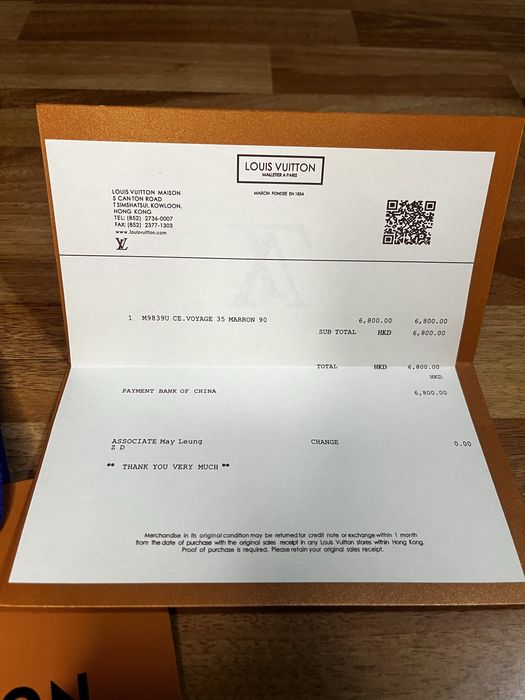 LOUIS VUITTON
MALLETIER A PARIS
MAISON FONDEE EN 1854
LOUIS VUITTON MAISON
5 CANTON ROAD
TSIMSHATSUI, KOWLOON,
HONG KONG
TEL: (852) 2736-0007
FAX: (852) 2377-1303
www.louisvuitton.com
LV
1 M9839U CE.VOYAGE 35 MARRON 90 6,800.00 6,800.00
SUB TOTAL HKD 6,800.00
TOTAL HKD 6,800.00
HKD
PAYMENT BANK OF CHINA 6,800.00
ASSOCIATE May Leung CHANGE 0.00
Z D
** THANK YOU VERY MUCH **
Merchandise in its original condition may be returned for credit note or exchange within 1 month
from the date of purchase with the original sales receipt in any Louis Vuitton stores within Hong Kong.
Proof of purchase is required. Please retain your original sales receipt.
ON